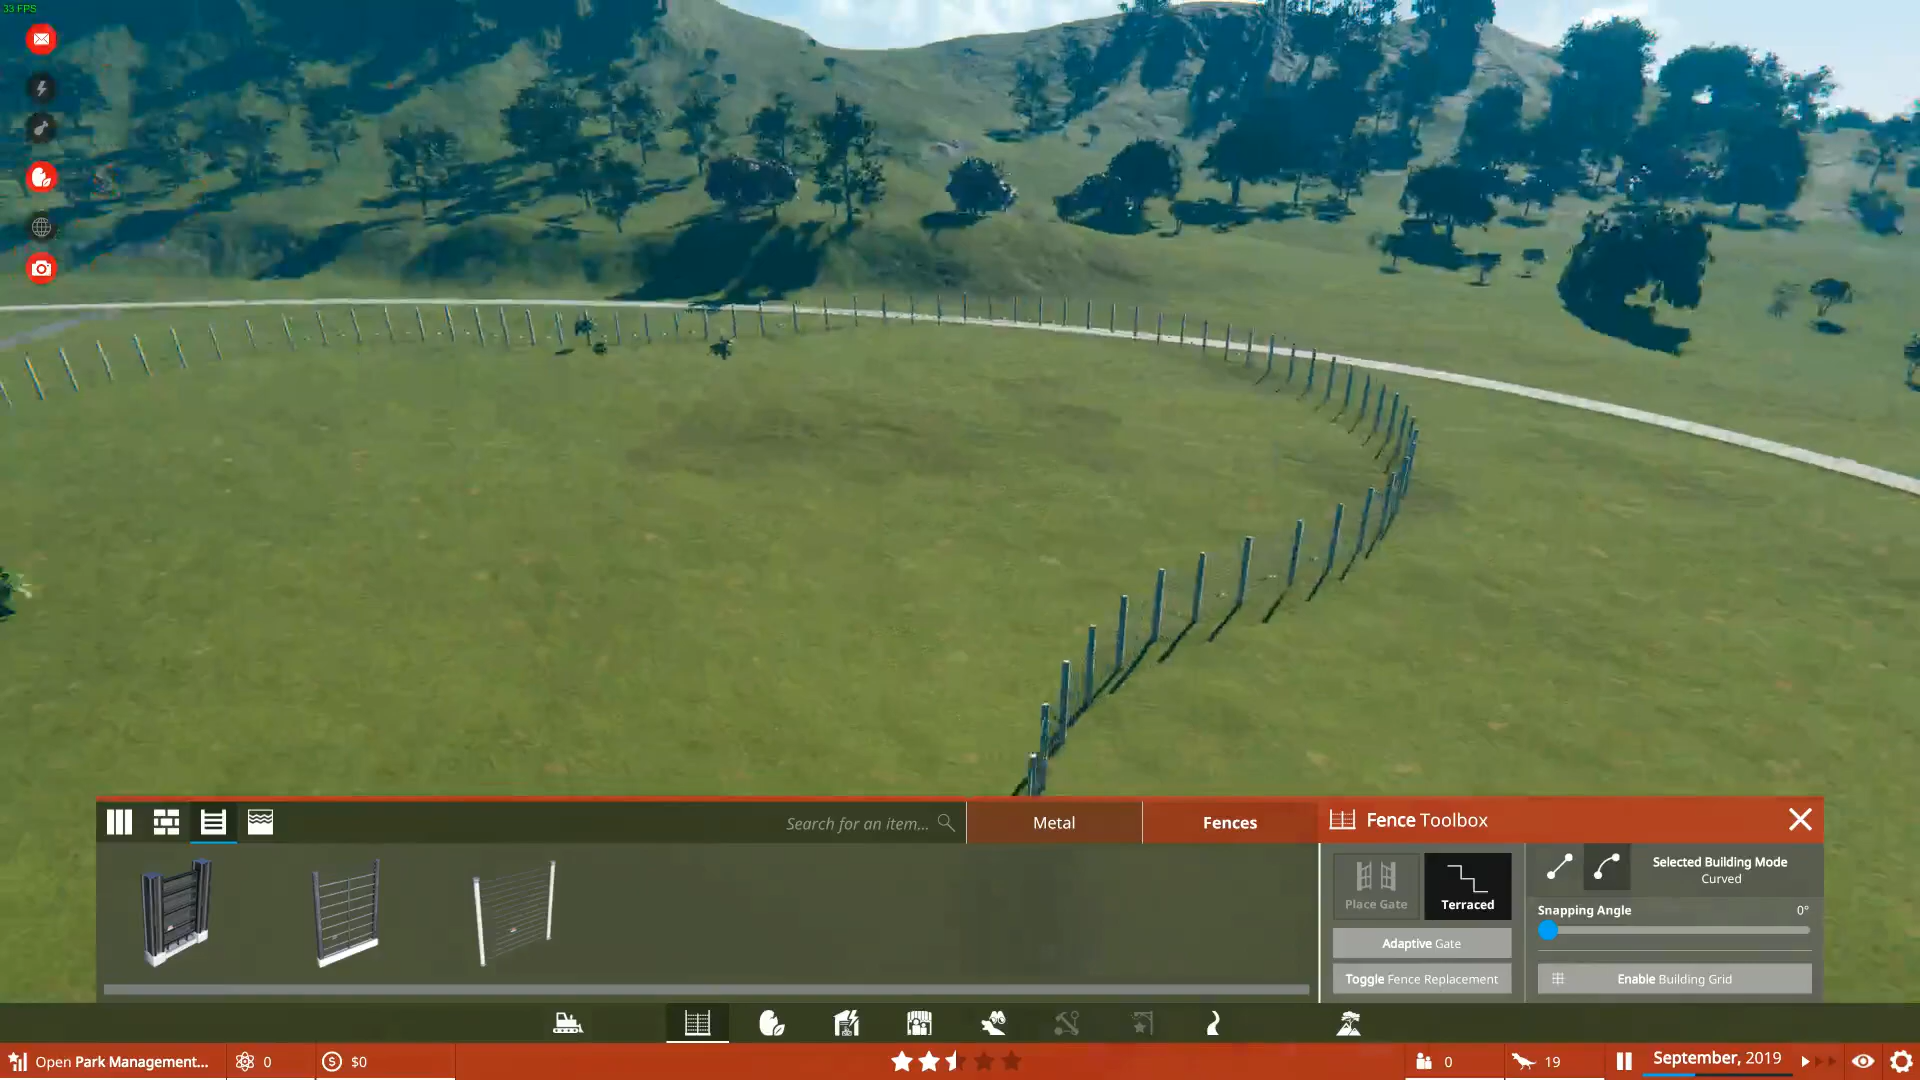 33 FPS
Search for an item...
Metal
Fences
Fence Toolbox
Place Gate
Terraced
Selected Building Mode
Curved
Snapping Angle
0°
Adaptive Gate
Toggle Fence Replacement
Enable Building Grid
Open Park Management...
0
$0
0
19
September, 2019